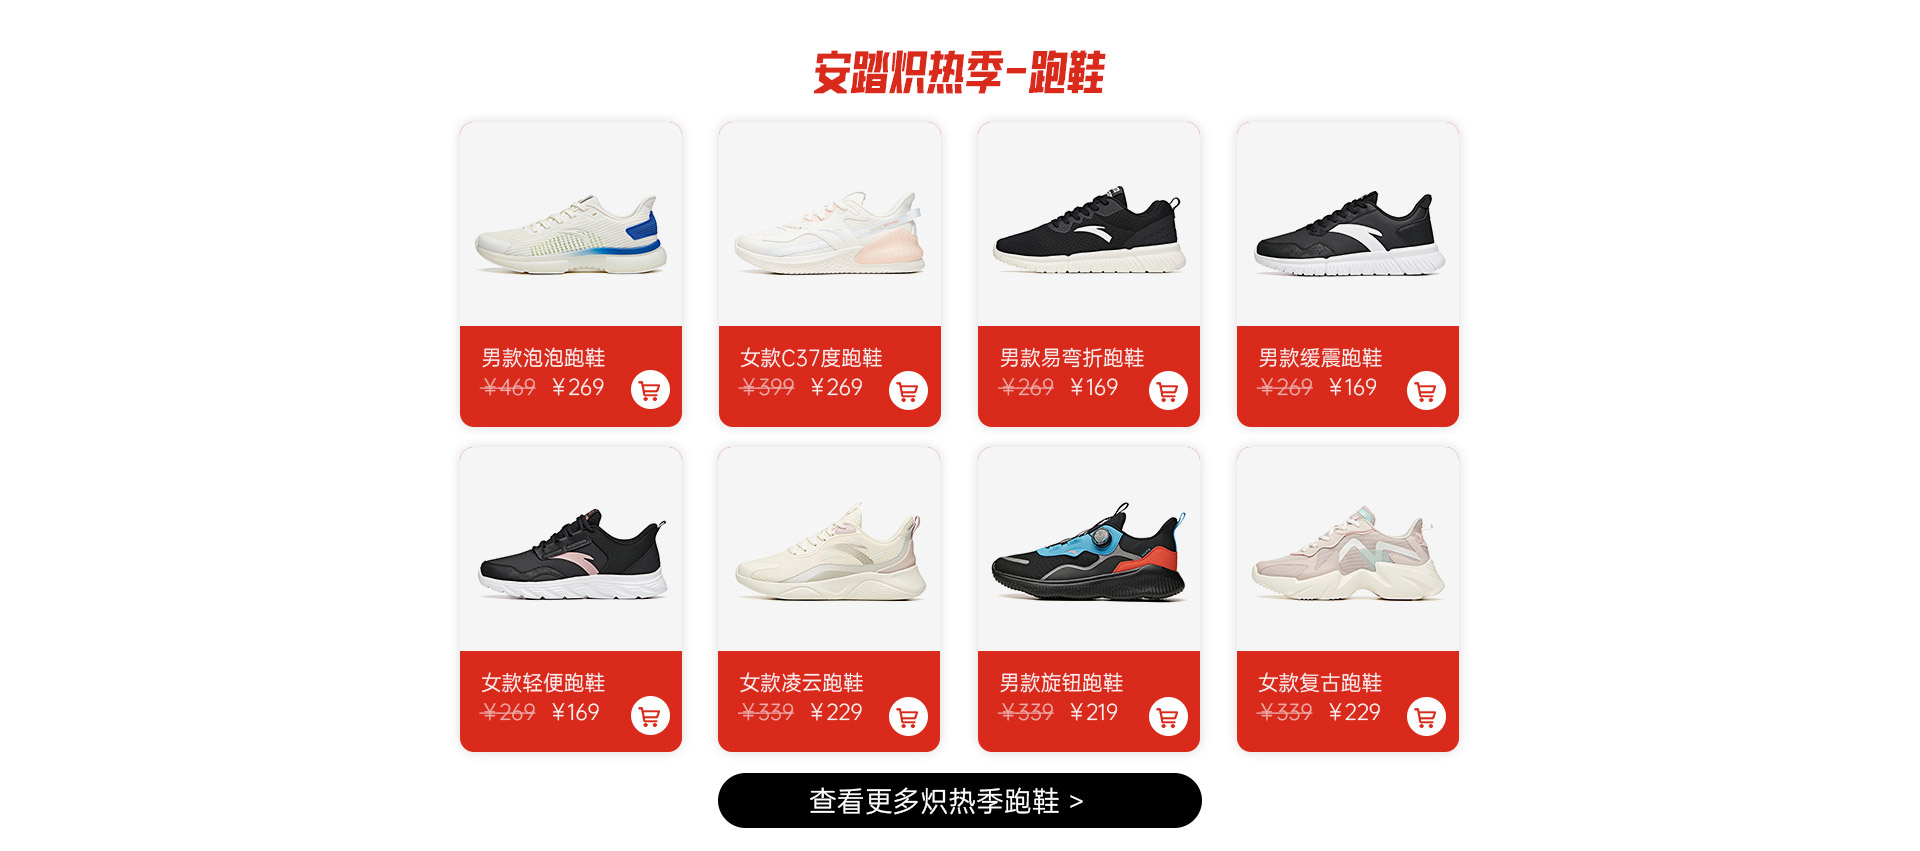 安踏炽热季-跑鞋
男款泡泡跑鞋
￥469 ￥269
女款C37度跑鞋
￥399 ￥269
男款易弯折跑鞋
￥269 ￥169
男款缓震跑鞋
￥269 ￥169
女款轻便跑鞋
￥269 ￥169
女款凌云跑鞋
￥339 ￥229
男款旋钮跑鞋
￥339 ￥219
女款复古跑鞋
￥339 ￥229
查看更多炽热季跑鞋 >